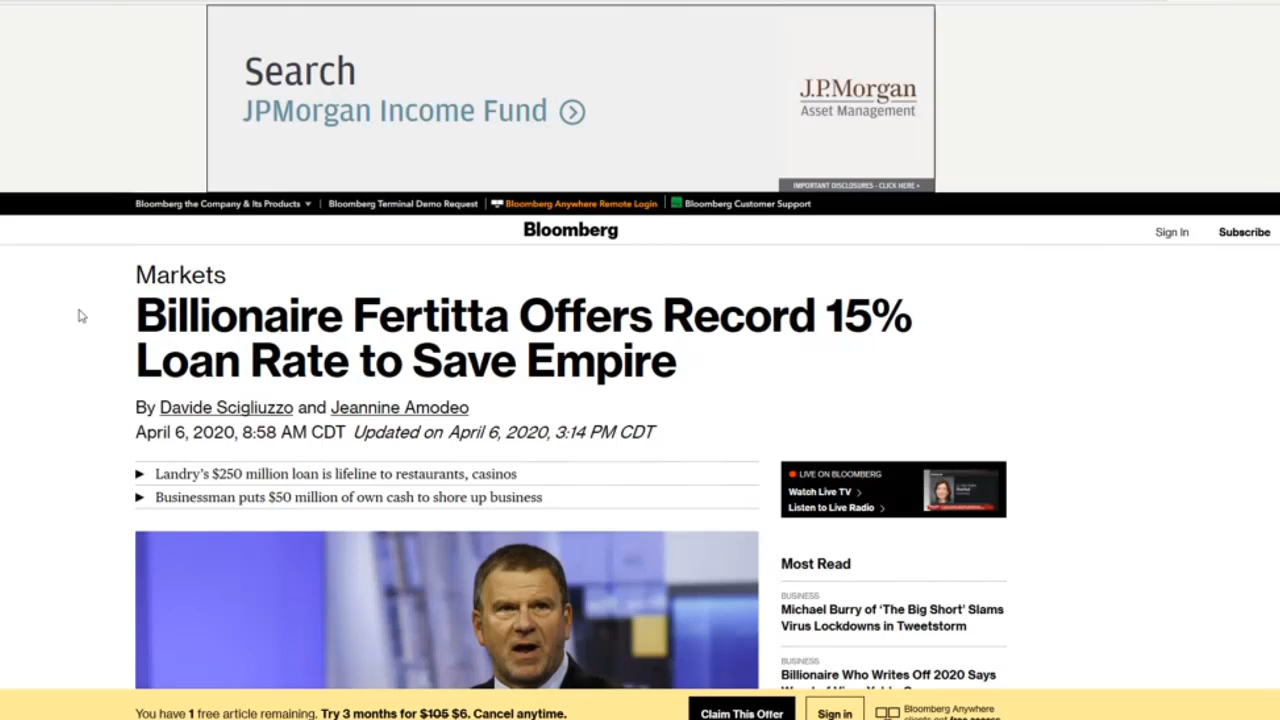 Search
JPMorgan Income Fund
J.P.Morgan
Asset Management
IMPORTANT DISCLOSURES - CLICK HERE
Bloomberg the Company & Its Products ▼ | Bloomberg Terminal Demo Request | Bloomberg Anywhere Remote Login | Bloomberg Customer Support
Bloomberg
Sign In Subscribe
Markets
Billionaire Fertitta Offers Record 15%
Loan Rate to Save Empire
By Davide Scigliuzzo and Jeannine Amodeo
April 6, 2020, 8:58 AM CDT Updated on April 6, 2020, 3:14 PM CDT
► Landry's $250 million loan is lifeline to restaurants, casinos
► Businessman puts $50 million of own cash to shore up business
LIVE ON BLOOMBERG
Watch Live TV >
Listen to Live Radio >
Most Read
BUSINESS
Michael Burry of 'The Big Short' Slams
Virus Lockdowns in Tweetstorm
BUSINESS
Billionaire Who Writes Off 2020 Says
You have 1 free article remaining. Try 3 months for $105 $6. Cancel anytime.
Claim This Offer
Sign in
Bloomberg Anywhere
clients get free access